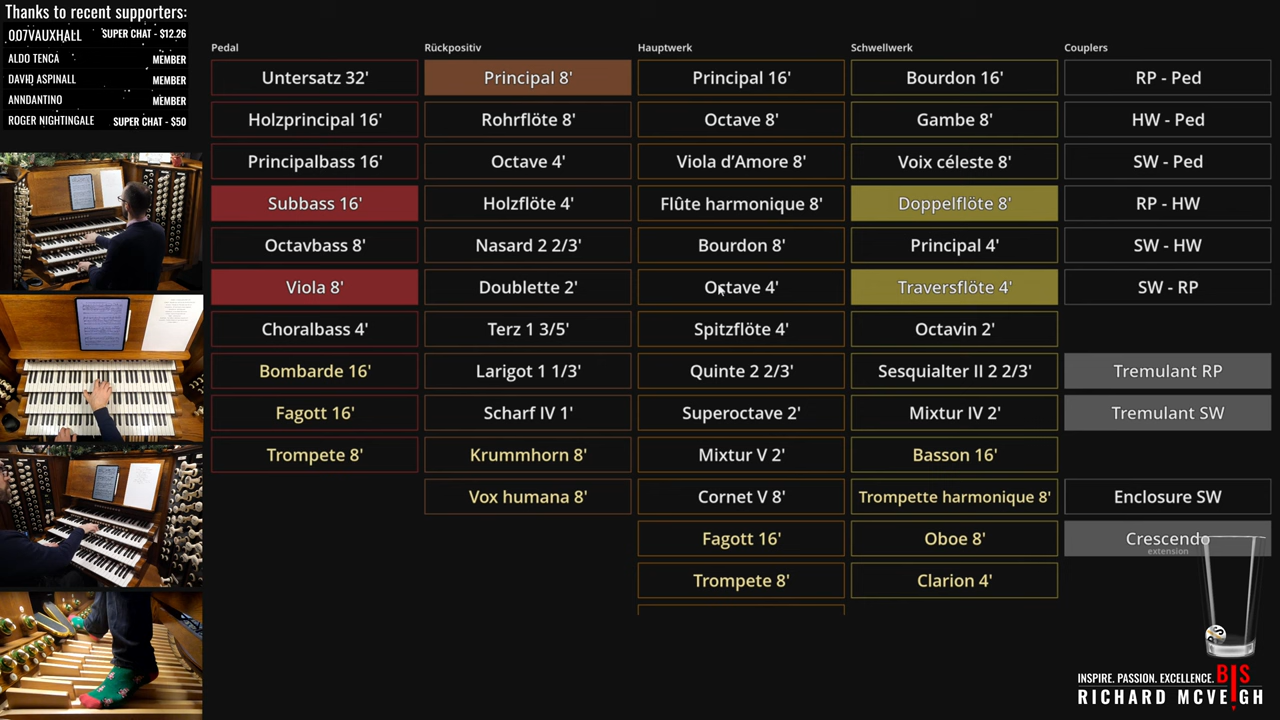 Thanks to recent supporters:
007VAUXHALL SUPER CHAT - $12.26
ALDO TENCA MEMBER
DAVID ASPINALL MEMBER
ANNDANTINO MEMBER
ROGER NIGHTINGALE SUPER CHAT - $50
Pedal
Untersatz 32'
Holzprincipal 16'
Principalbass 16'
Subbass 16'
Octavbass 8'
Viola 8'
Choralbass 4'
Bombarde 16'
Fagott 16'
Trompete 8'
Rückpositiv
Principal 8'
Rohrflöte 8'
Octave 4'
Holzflöte 4'
Nasard 2 2/3'
Doublette 2'
Terz 1 3/5'
Larigot 1 1/3'
Scharf IV 1'
Krummhorn 8'
Vox humana 8'
Hauptwerk
Principal 16'
Octave 8'
Viola d’Amore 8'
Flûte harmonique 8'
Bourdon 8'
Octave 4'
Spitzflöte 4'
Quinte 2 2/3'
Superoctave 2'
Mixtur V 2'
Cornet V 8'
Fagott 16'
Trompete 8'
Schwellwerk
Bourdon 16'
Gambe 8'
Voix céleste 8'
Doppelflöte 8'
Principal 4'
Traversflöte 4'
Octavin 2'
Sesquialter II 2 2/3'
Mixtur IV 2'
Basson 16'
Trompette harmonique 8'
Oboe 8'
Clarion 4'
Couplers
RP - Ped
HW - Ped
SW - Ped
RP - HW
SW - HW
SW - RP
Tremulant RP
Tremulant SW
Enclosure SW
Crescendo
extension
INSPIRE. PASSION. EXCELLENCE. BIS
RICHARD MCVEIGH